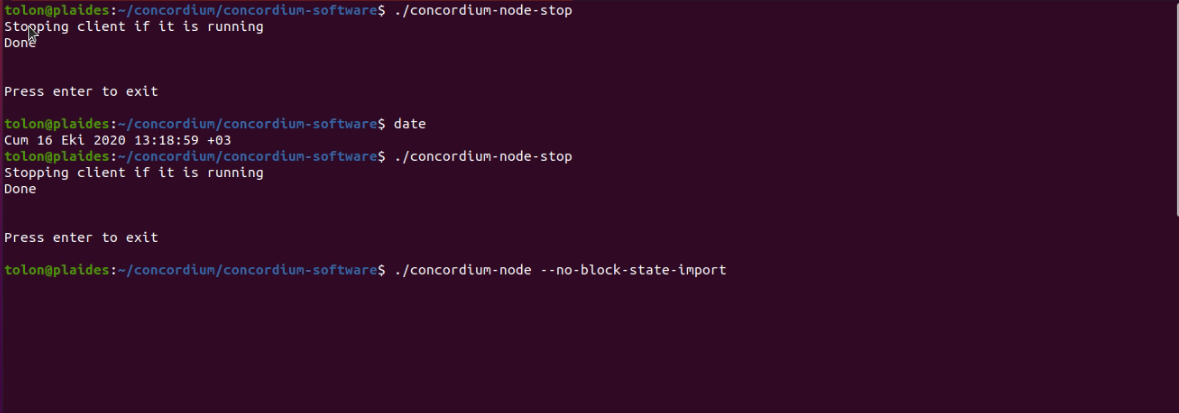 tolon@plaides:~/concordium/concordium-software$ ./concordium-node-stop
Stopping client if it is running
Done
Press enter to exit
tolon@plaides:~/concordium/concordium-software$ date
Cum 16 Eki 2020 13:18:59 +03
tolon@plaides:~/concordium/concordium-software$ ./concordium-node-stop
Stopping client if it is running
Done
Press enter to exit
tolon@plaides:~/concordium/concordium-software$ ./concordium-node --no-block-state-import